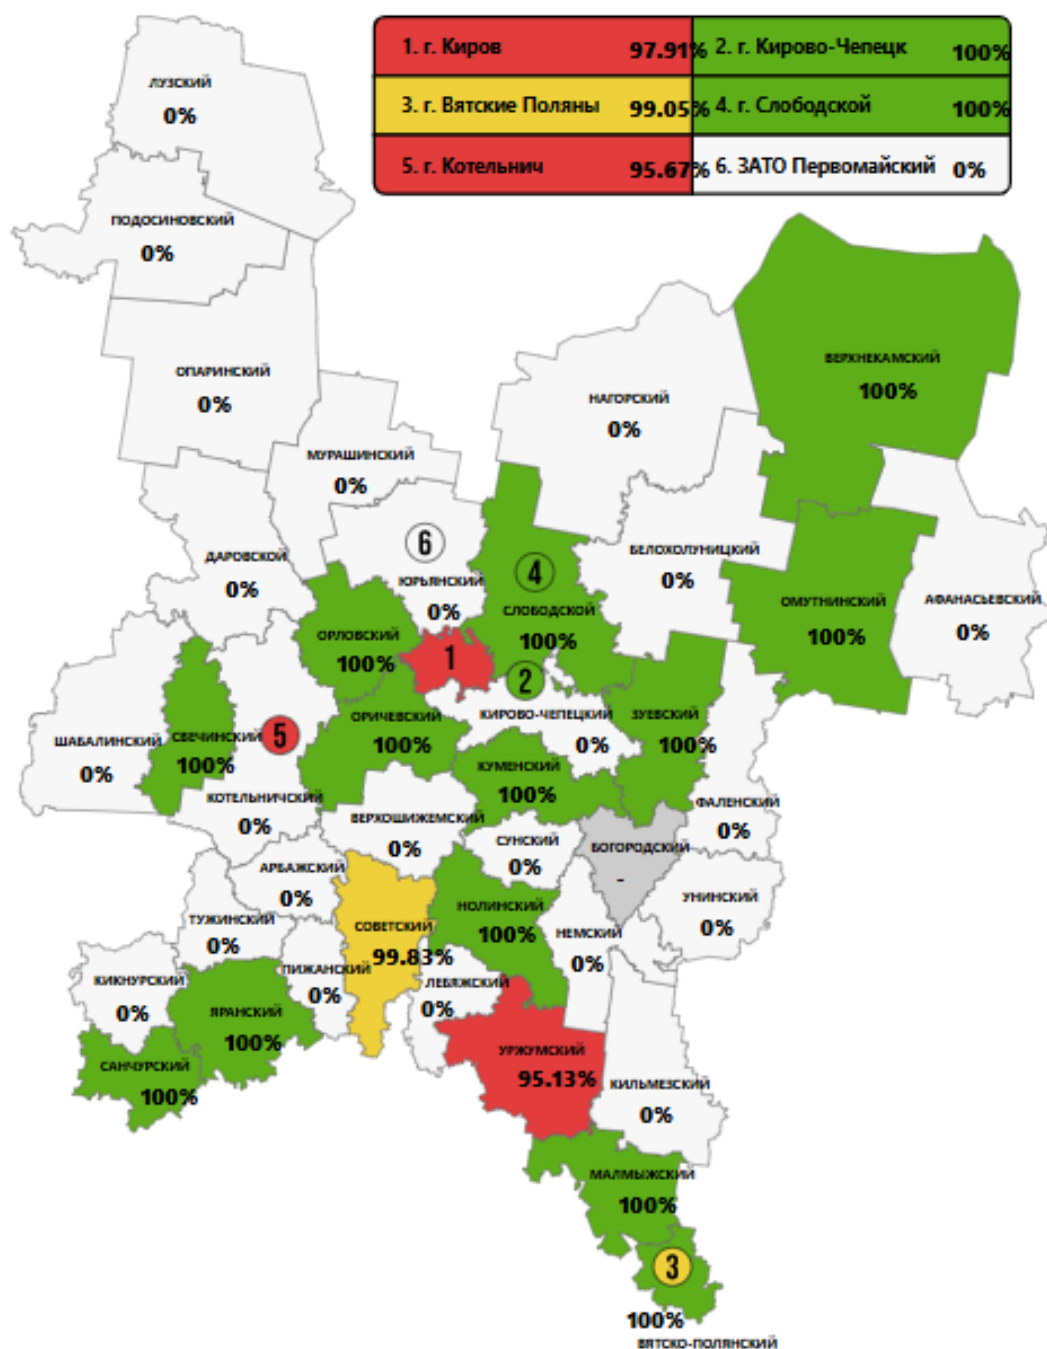 1. г. Киров 97.91% 2. г. Кирово-Чепецк 100%
3. г. Вятские Поляны 99.05% 4. г. Слободской 100%
5. г. Котельнич 95.67% 6. ЗАТО Первомайский 0%
ЛУЗСКИЙ
0%
ПОДОСИНОВСКИЙ
0%
ОПАРИНСКИЙ
0%
ВЕРХНЕКАМСКИЙ
100%
НАГОРСКИЙ
0%
МУРАШИНСКИЙ
0%
6
ЮРЬЯНСКИЙ
0%
4
СЛОБОДСКОЙ
100%
БЕЛОХОЛУНИЦКИЙ
0%
ДАРОВСКОЙ
0%
ОМУТНИНСКИЙ
100%
АФАНАСЬЕВСКИЙ
0%
ОРЛОВСКИЙ
100%
1
2
КИРОВО-ЧЕПЕЦКИЙ
0%
ЗУЕВСКИЙ
100%
ОРИЧЕВСКИЙ
100%
5
СВЕЧИНСКИЙ
100%
ШАБАЛИНСКИЙ
0%
КУМЕНСКИЙ
100%
КОТЕЛЬНИЧСКИЙ
0%
ФАЛЕНСКИЙ
0%
ВЕРХОШИЖЕМСКИЙ
0%
СУНСКИЙ
0%
БОГОРОДСКИЙ
-
АРБАЖСКИЙ
0%
УНИНСКИЙ
0%
НОЛИНСКИЙ
100%
ТУЖИНСКИЙ
0%
СОВЕТСКИЙ
99.83%
НЕМСКИЙ
0%
ПИЖАНСКИЙ
0%
КИКНУРСКИЙ
0%
ЛЕБЯЖСКИЙ
0%
ЯРАНСКИЙ
100%
УРЖУМСКИЙ
95.13%
САНЧУРСКИЙ
100%
КИЛЬМЕЗСКИЙ
0%
МАЛМЫЖСКИЙ
100%
3
100%
ВЯТСКО-ПОЛЯНСКИЙ